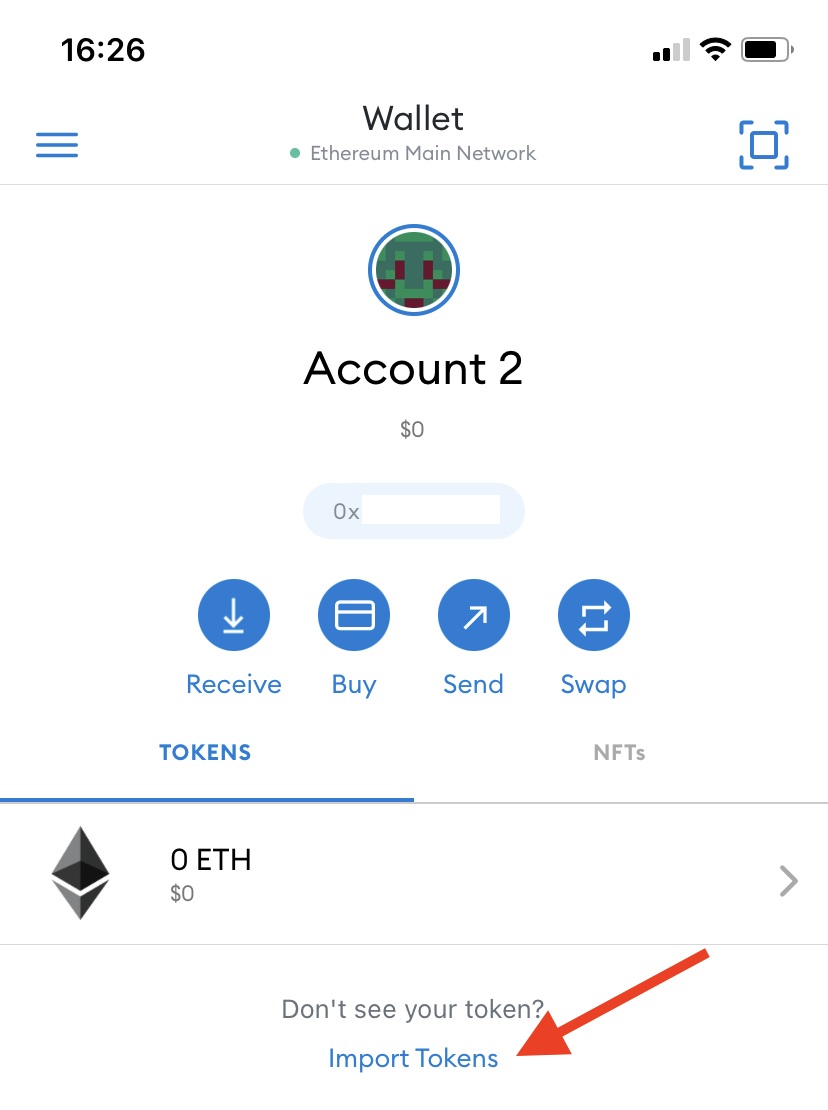 16:26
Wallet
Ethereum Main Network
Account 2
$0
0x
Receive
Buy
Send
Swap
TOKENS
NFTs
0 ETH
$0
Don't see your token?
Import Tokens